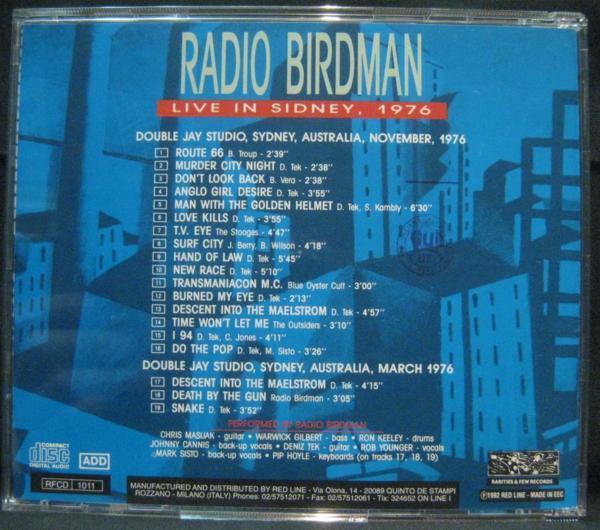 RADIO BIRDMAN
LIVE IN SIDNEY, 1976
DOUBLE JAY STUDIO, SYDNEY, AUSTRALIA, NOVEMBER, 1976
1 ROUTE 66 B. Troup - 2'39"
2 MURDER CITY NIGHT D. Tek - 2'38"
3 DON'T LOOK BACK B. Vera - 2'38"
4 ANGLO GIRL DESIRE D. Tek - 3'55"
5 MAN WITH THE GOLDEN HELMET D. Tek, S. Kambly - 6'30"
6 LOVE KILLS D. Tek - 3'55"
7 T.V. EYE The Stooges - 4'47"
8 SURF CITY J. Berry, B. Wilson - 4'18"
9 HAND OF LAW D. Tek - 5'45"
10 NEW RACE D. Tek - 5'10"
11 TRANSMANIACON M.C. Blue Oyster Cult - 3'00"
12 BURNED MY EYE D. Tek - 2'13"
13 DESCENT INTO THE MAELSTROM D. Tek - 4'57"
14 TIME WON'T LET ME The Outsiders - 3'10"
15 I 94 D. Tek, C. Jones - 4'11"
16 DO THE POP D. Tek, M. Sisto - 3'26"
DOUBLE JAY STUDIO, SYDNEY, AUSTRALIA, MARCH 1976
17 DESCENT INTO THE MAELSTROM D. Tek - 4'15"
18 DEATH BY THE GUN Radio Birdman - 3'05"
19 SNAKE D. Tek - 3'52"
PERFORMED BY RADIO BIRDMAN
CHRIS MASUAK - guitar • WARWICK GILBERT - bass • RON KEELEY - drums
JOHNNY CANNIS - back-up vocals • DENIZ TEK - guitar • ROB YOUNGER - vocals
MARK SISTO - back-up vocals • PIP HOYLE - keyboards (on tracks 17, 18, 19)
COMPACT
disc
DIGITAL AUDIO
ADD
RFCD 1011
MANUFACTURED AND DISTRIBUTED BY RED LINE - Via Olona, 14 - 20089 QUINTO DE STAMPI
ROZZANO - MILANO (ITALY) Phones: 02/57512071 - Fax: 02/57512061 - Tlx: 324652 ON LINE I
RARITIES & FEW RECORDS
℗1992 RED LINE - MADE IN EEC